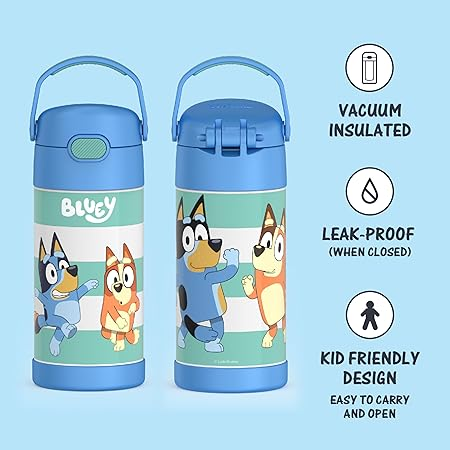 BLUEY
VACUUM
INSULATED
LEAK-PROOF
(WHEN CLOSED)
KID FRIENDLY
DESIGN
EASY TO CARRY
AND OPEN